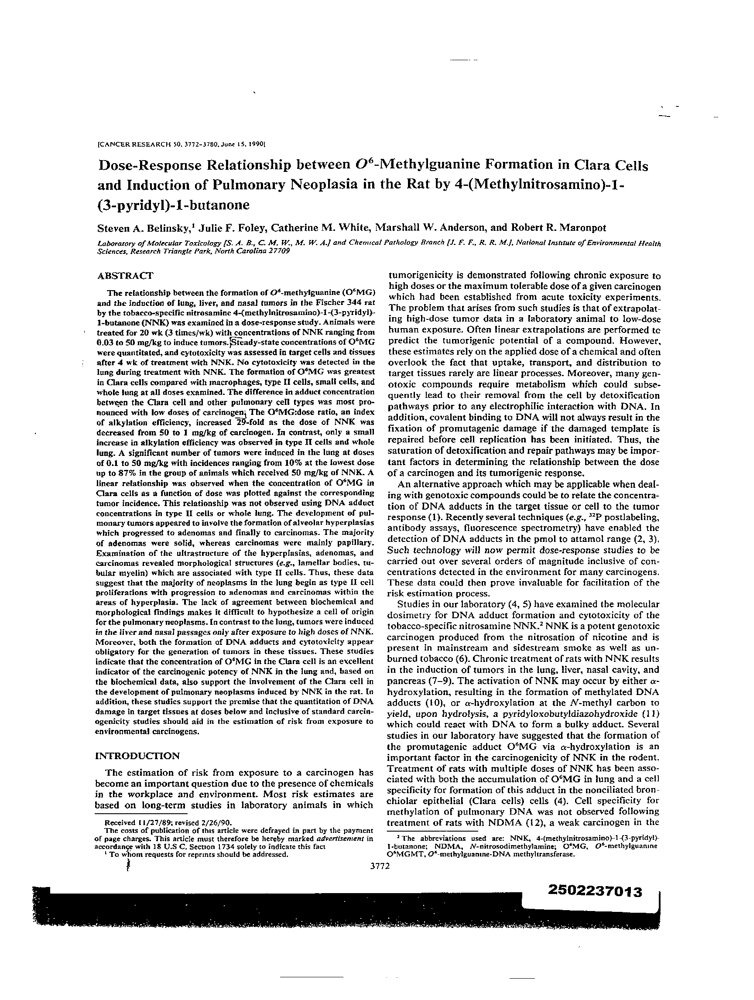 [CANCER RESEARCH 50, 3772-3780, June 15, 1990]
Dose-Response Relationship between O⁶-Methylguanine Formation in Clara Cells
and Induction of Pulmonary Neoplasia in the Rat by 4-(Methylnitrosamino)-1-
(3-pyridyl)-1-butanone
Steven A. Belinsky,¹ Julie F. Foley, Catherine M. White, Marshall W. Anderson, and Robert R. Maronpot
Laboratory of Molecular Toxicology [S. A. B., C. M. W., M. W. A.] and Chemical Pathology Branch [J. F. F., R. R. M.], National Institute of Environmental Health
Sciences, Research Triangle Park, North Carolina 27709
ABSTRACT
The relationship between the formation of O⁶-methylguanine (O⁶MG)
and the induction of lung, liver, and nasal tumors in the Fischer 344 rat
by the tobacco-specific nitrosamine 4-(methylnitrosamino)-1-(3-pyridyl)-
1-butanone (NNK) was examined in a dose-response study. Animals were
treated for 20 wk (3 times/wk) with concentrations of NNK ranging from
0.03 to 50 mg/kg to induce tumors. Steady-state concentrations of O⁶MG
were quantitated, and cytotoxicity was assessed in target cells and tissues
after 4 wk of treatment with NNK. No cytotoxicity was detected in the
lung during treatment with NNK. The formation of O⁶MG was greatest
in Clara cells compared with macrophages, type II cells, small cells, and
whole lung at all doses examined. The difference in adduct concentration
between the Clara cell and other pulmonary cell types was most pro-
nounced with low doses of carcinogen. The O⁶MG:dose ratio, an index
of alkylation efficiency, increased 29-fold as the dose of NNK was
decreased from 50 to 1 mg/kg of carcinogen. In contrast, only a small
increase in alkylation efficiency was observed in type II cells and whole
lung. A significant number of tumors were induced in the lung at doses
of 0.1 to 50 mg/kg with incidences ranging from 10% at the lowest dose
up to 87% in the group of animals which received 50 mg/kg of NNK. A
linear relationship was observed when the concentration of O⁶MG in
Clara cells as a function of dose was plotted against the corresponding
tumor incidence. This relationship was not observed using DNA adduct
concentrations in type II cells or whole lung. The development of pul-
monary tumors appeared to involve the formation of alveolar hyperplasias
which progressed to adenomas and finally to carcinomas. The majority
of adenomas were solid, whereas carcinomas were mainly papillary.
Examination of the ultrastructure of the hyperplasias, adenomas, and
carcinomas revealed morphological structures (e.g., lamellar bodies, tu-
bular myelin) which are associated with type II cells. Thus, these data
suggest that the majority of neoplasms in the lung begin as type II cell
proliferations with progression to adenomas and carcinomas within the
areas of hyperplasia. The lack of agreement between biochemical and
morphological findings makes it difficult to hypothesize a cell of origin
for the pulmonary neoplasms. In contrast to the lung, tumors were induced
in the liver and nasal passages only after exposure to high doses of NNK.
Moreover, both the formation of DNA adducts and cytotoxicity appear
obligatory for the generation of tumors in these tissues. These studies
indicate that the concentration of O⁶MG in the Clara cell is an excellent
indicator of the carcinogenic potency of NNK in the lung and, based on
the biochemical data, also support the involvement of the Clara cell in
the development of pulmonary neoplasms induced by NNK in the rat. In
addition, these studies support the premise that the quantitation of DNA
damage in target tissues at doses below and inclusive of standard carcin-
ogenicity studies should aid in the estimation of risk from exposure to
environmental carcinogens.
INTRODUCTION
The estimation of risk from exposure to a carcinogen has
become an important question due to the presence of chemicals
in the workplace and environment. Most risk estimates are
based on long-term studies in laboratory animals in which
Received 11/27/89; revised 2/26/90.
The costs of publication of this article were defrayed in part by the payment
of page charges. This article must therefore be hereby marked advertisement in
accordance with 18 U.S C. Section 1734 solely to indicate this fact
¹ To whom requests for reprints should be addressed.
tumorigenicity is demonstrated following chronic exposure to
high doses or the maximum tolerable dose of a given carcinogen
which had been established from acute toxicity experiments.
The problem that arises from such studies is that of extrapolat-
ing high-dose tumor data in a laboratory animal to low-dose
human exposure. Often linear extrapolations are performed to
predict the tumorigenic potential of a compound. However,
these estimates rely on the applied dose of a chemical and often
overlook the fact that uptake, transport, and distribution to
target tissues rarely are linear processes. Moreover, many gen-
otoxic compounds require metabolism which could subse-
quently lead to their removal from the cell by detoxification
pathways prior to any electrophilic interaction with DNA. In
addition, covalent binding to DNA will not always result in the
fixation of promutagenic damage if the damaged template is
repaired before cell replication has been initiated. Thus, the
saturation of detoxification and repair pathways may be impor-
tant factors in determining the relationship between the dose
of a carcinogen and its tumorigenic response.
An alternative approach which may be applicable when deal-
ing with genotoxic compounds could be to relate the concentra-
tion of DNA adducts in the target tissue or cell to the tumor
response (1). Recently several techniques (e.g., ³²P postlabeling,
antibody assays, fluorescence spectrometry) have enabled the
detection of DNA adducts in the pmol to attamol range (2, 3).
Such technology will now permit dose-response studies to be
carried out over several orders of magnitude inclusive of con-
centrations detected in the environment for many carcinogens.
These data could then prove invaluable for facilitation of the
risk estimation process.
Studies in our laboratory (4, 5) have examined the molecular
dosimetry for DNA adduct formation and cytotoxicity of the
tobacco-specific nitrosamine NNK.² NNK is a potent genotoxic
carcinogen produced from the nitrosation of nicotine and is
present in mainstream and sidestream smoke as well as un-
burned tobacco (6). Chronic treatment of rats with NNK results
in the induction of tumors in the lung, liver, nasal cavity, and
pancreas (7-9). The activation of NNK may occur by either α-
hydroxylation, resulting in the formation of methylated DNA
adducts (10), or α-hydroxylation at the N-methyl carbon to
yield, upon hydrolysis, a pyridyloxobutyldiazohydroxide (11)
which could react with DNA to form a bulky adduct. Several
studies in our laboratory have suggested that the formation of
the promutagenic adduct O⁶MG via α-hydroxylation is an
important factor in the carcinogenicity of NNK in the rodent.
Treatment of rats with multiple doses of NNK has been asso-
ciated with both the accumulation of O⁶MG in lung and a cell
specificity for formation of this adduct in the nonciliated bron-
chiolar epithelial (Clara cells) cells (4). Cell specificity for
methylation of pulmonary DNA was not observed following
treatment of rats with NDMA (12), a weak carcinogen in the
² The abbreviations used are: NNK, 4-(methylnitrosamino)-1-(3-pyridyl)-
1-butanone; NDMA, N-nitrosodimethylamine; O⁶MG, O⁶-methylguanine
O⁶MGMT, O⁶-methylguanine-DNA methyltransferase.
3772
2502237013